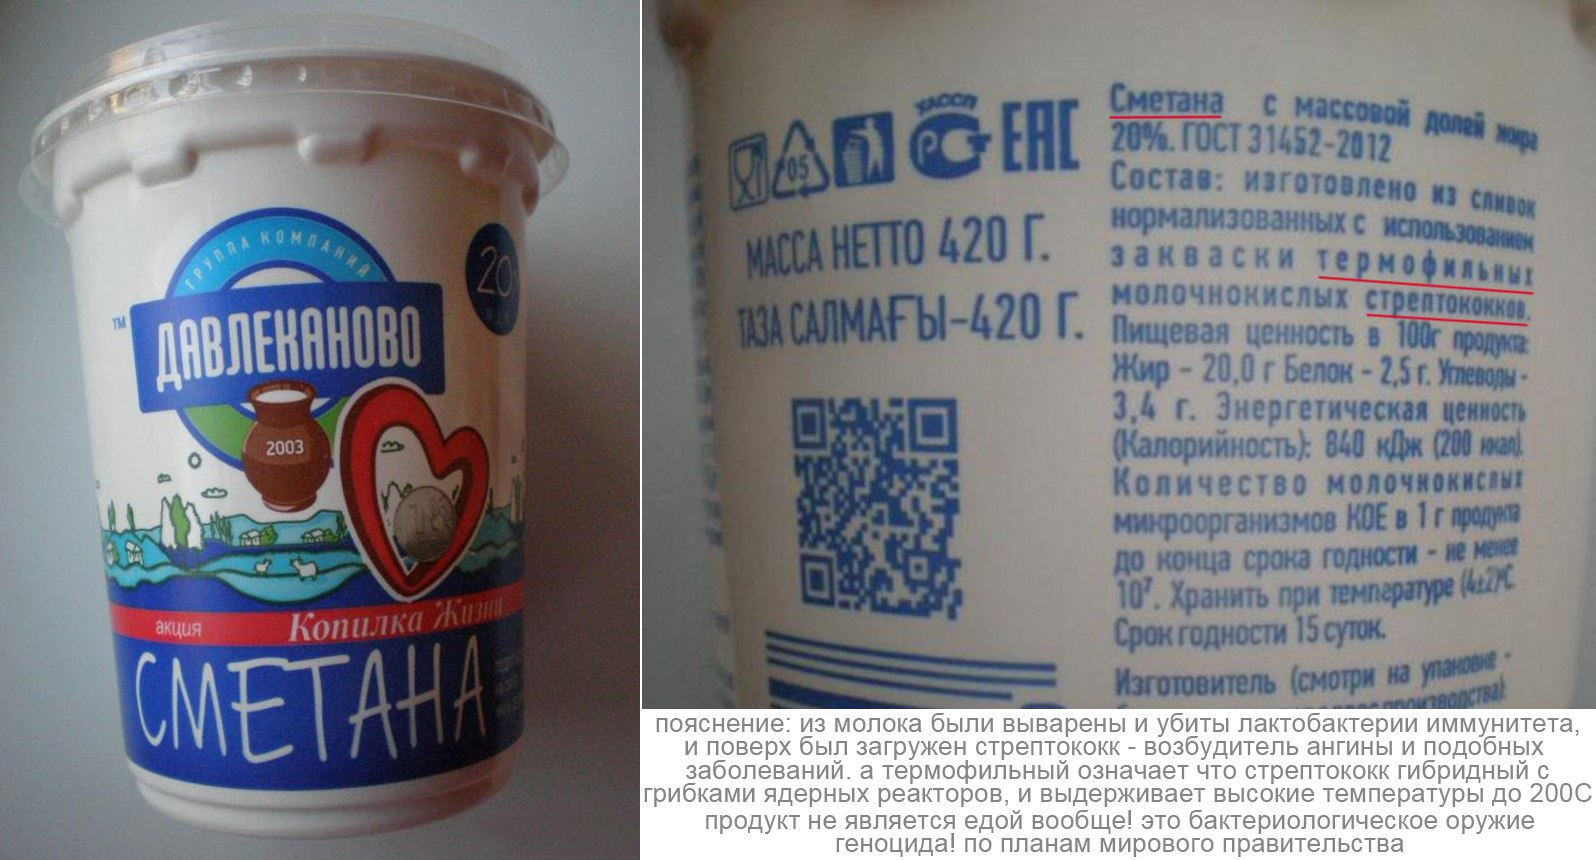 ГРУППА КОМПАНИЙ
20
ТМ
ДАВЛЕКАНОВО
2003
акция Копилка Жизни
СМЕТАНА
ХАССП
05
РСТ ЕАС
МАССА НЕТТО 420 Г.
ТАЗА САЛМАҒЫ-420 Г.
Сметана с массовой долей жира
20%. ГОСТ 31452-2012
Состав: изготовлено из сливок
нормализованных с использованием
закваски термофильных
молочнокислых стрептококков.
Пищевая ценность в 100г продукта:
Жир - 20,0 г Белок - 2,5 г. Углеводы -
3,4 г. Энергетическая ценность
(Калорийность): 840 кДж (200 ккал).
Количество молочнокислых
микроорганизмов КОЕ в 1 г продукта
до конца срока годности - не менее
10⁷. Хранить при температуре (4±2)°С.
Срок годности 15 суток.
Изготовитель (смотри на упаковке -
производства):
пояснение: из молока были выварены и убиты лактобактерии иммунитета,
и поверх был загружен стрептококк - возбудитель ангины и подобных
заболеваний. а термофильный означает что стрептококк гибридный с
грибками ядерных реакторов, и выдерживает высокие температуры до 200С
продукт не является едой вообще! это бактериологическое оружие
геноцида! по планам мирового правительства